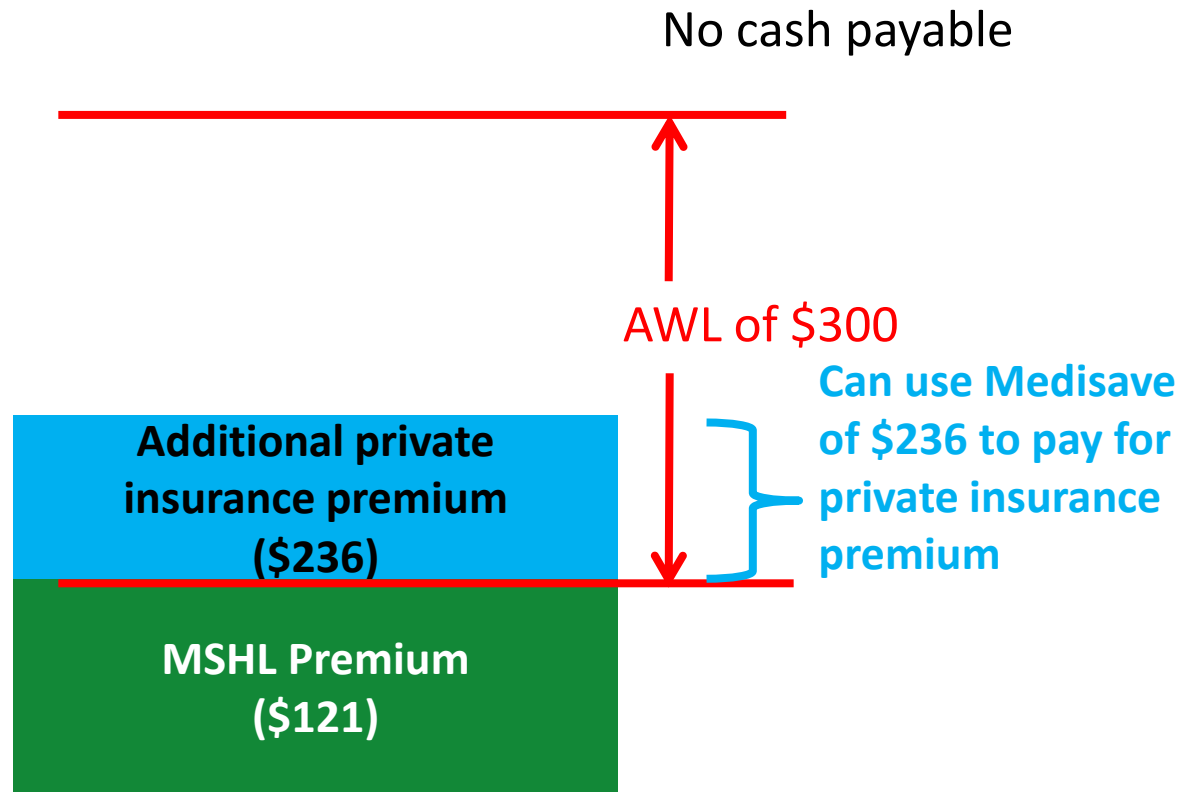 No cash payable
AWL of $300
Can use Medisave
of $236 to pay for
private insurance
premium
Additional private
insurance premium
($236)
MSHL Premium
($121)